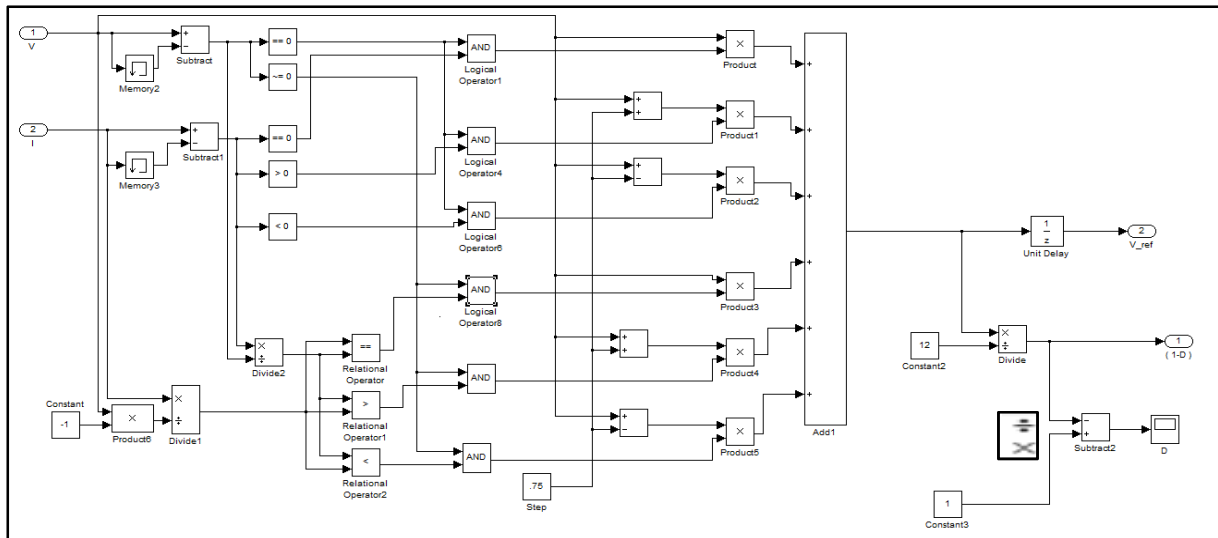 1
V
+
−
Subtract
Memory2
2
I
+
−
Subtract1
Memory3
== 0
~= 0
== 0
> 0
< 0
AND
Logical
Operator1
AND
Logical
Operator4
AND
Logical
Operator6
AND
Logical
Operator8
AND
AND
×
÷
Divide2
==
Relational
Operator
>
Relational
Operator1
<
Relational
Operator2
Constant
-1
×
Product6
×
÷
Divide1
+
+
+
−
+
+
+
−
.75
Step
×
Product
×
Product1
×
Product2
×
Product3
×
Product4
×
Product5
+
+
+
+
+
+
Add1
1
z
Unit Delay
2
V_ref
12
Constant2
×
÷
Divide
1
( 1-D )
÷
×
−
+
Subtract2
D
1
Constant3